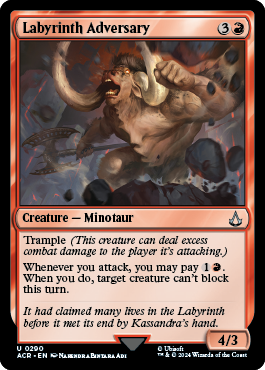 Labyrinth Adversary 3
Creature — Minotaur
Trample (This creature can deal excess
combat damage to the player it's attacking.)
Whenever you attack, you may pay 1 .
When you do, target creature can't block
this turn.
It had claimed many lives in the Labyrinth
before it met its end by Kassandra's hand.
4/3
U 0290
ACR • EN Nahendra Bintara Adi
© Ubisoft
™ & © 2024 Wizards of the Coast